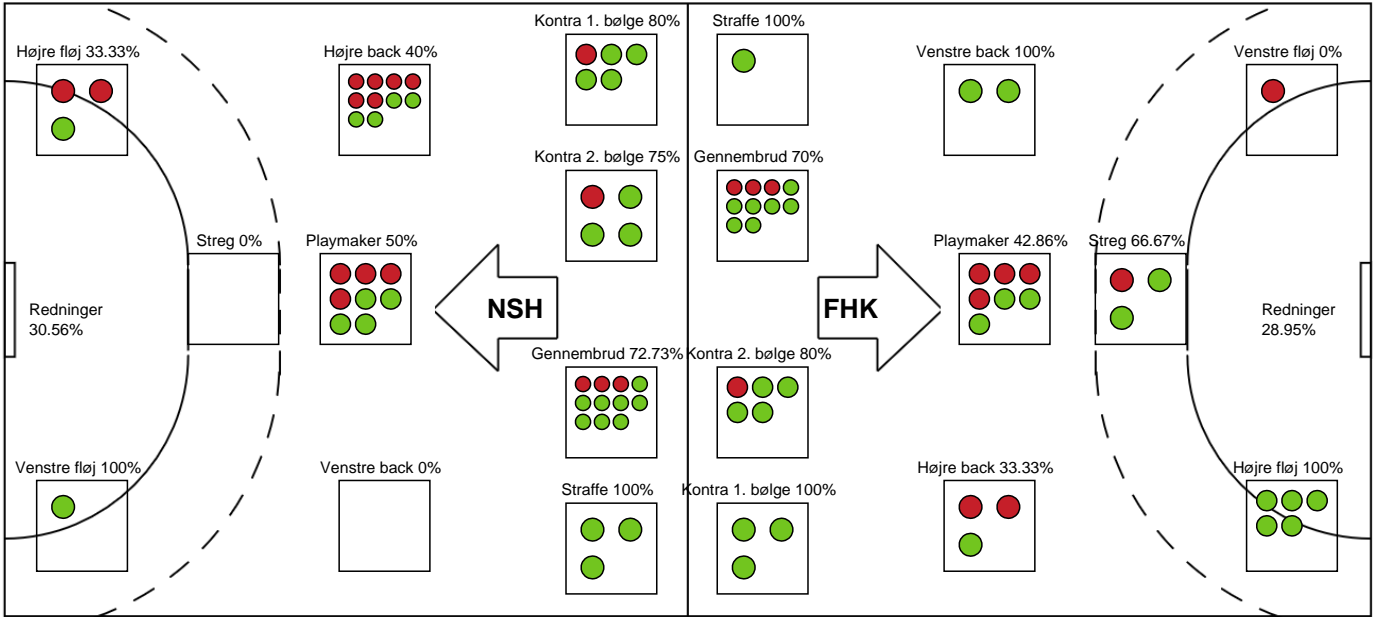 Kontra 1. bølge 80%
Straffe 100%
Højre fløj 33.33%
Højre back 40%
Venstre back 100%
Venstre fløj 0%
Kontra 2. bølge 75%
Gennembrud 70%
Streg 0%
Playmaker 50%
Playmaker 42.86%
Streg 66.67%
Redninger
30.56%
NSH
FHK
Redninger
28.95%
Gennembrud 72.73%
Kontra 2. bølge 80%
Venstre fløj 100%
Venstre back 0%
Straffe 100%
Kontra 1. bølge 100%
Højre back 33.33%
Højre fløj 100%